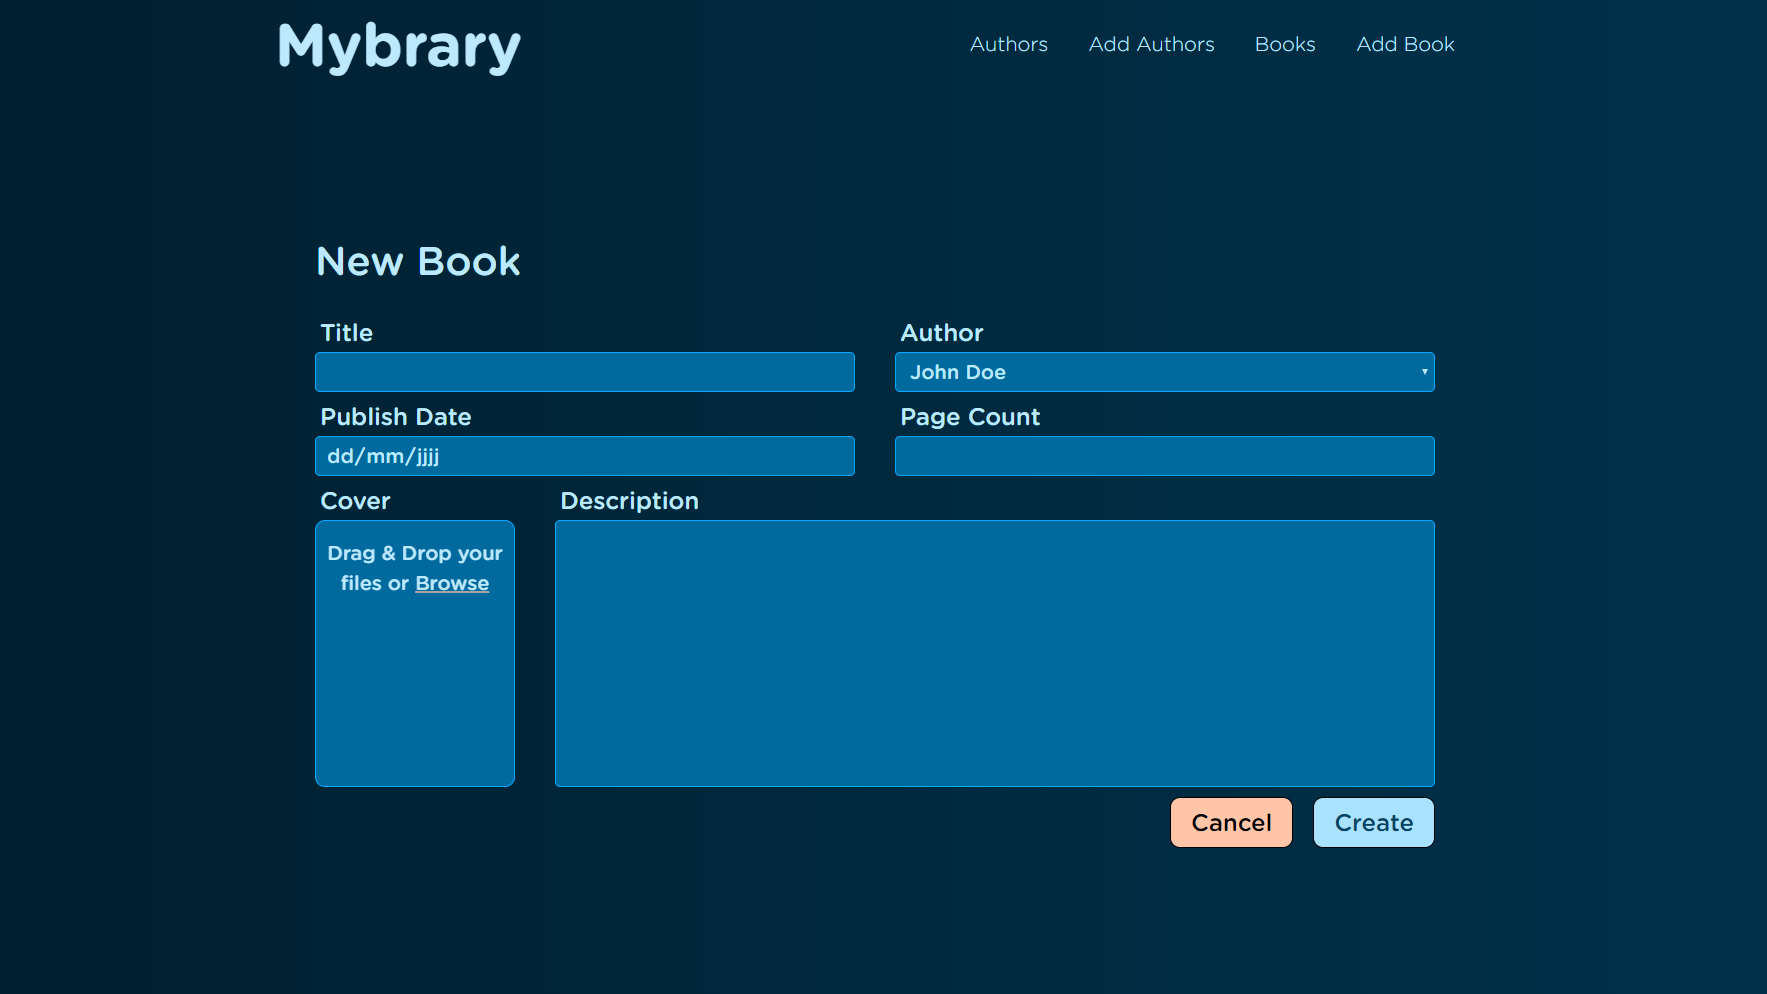 Mybrary
Authors Add Authors Books Add Book
New Book
Title
Author
John Doe
Publish Date
dd/mm/jjjj
Page Count
Cover
Drag & Drop your
files or Browse
Description
Cancel
Create